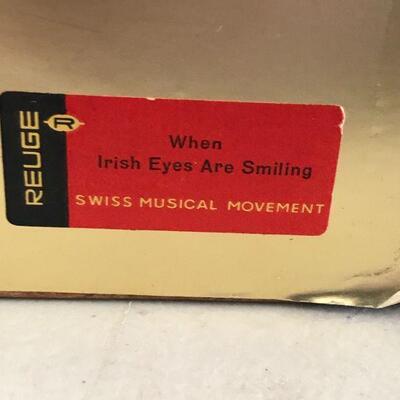 REUGE
R
When
Irish Eyes Are Smiling
SWISS MUSICAL MOVEMENT